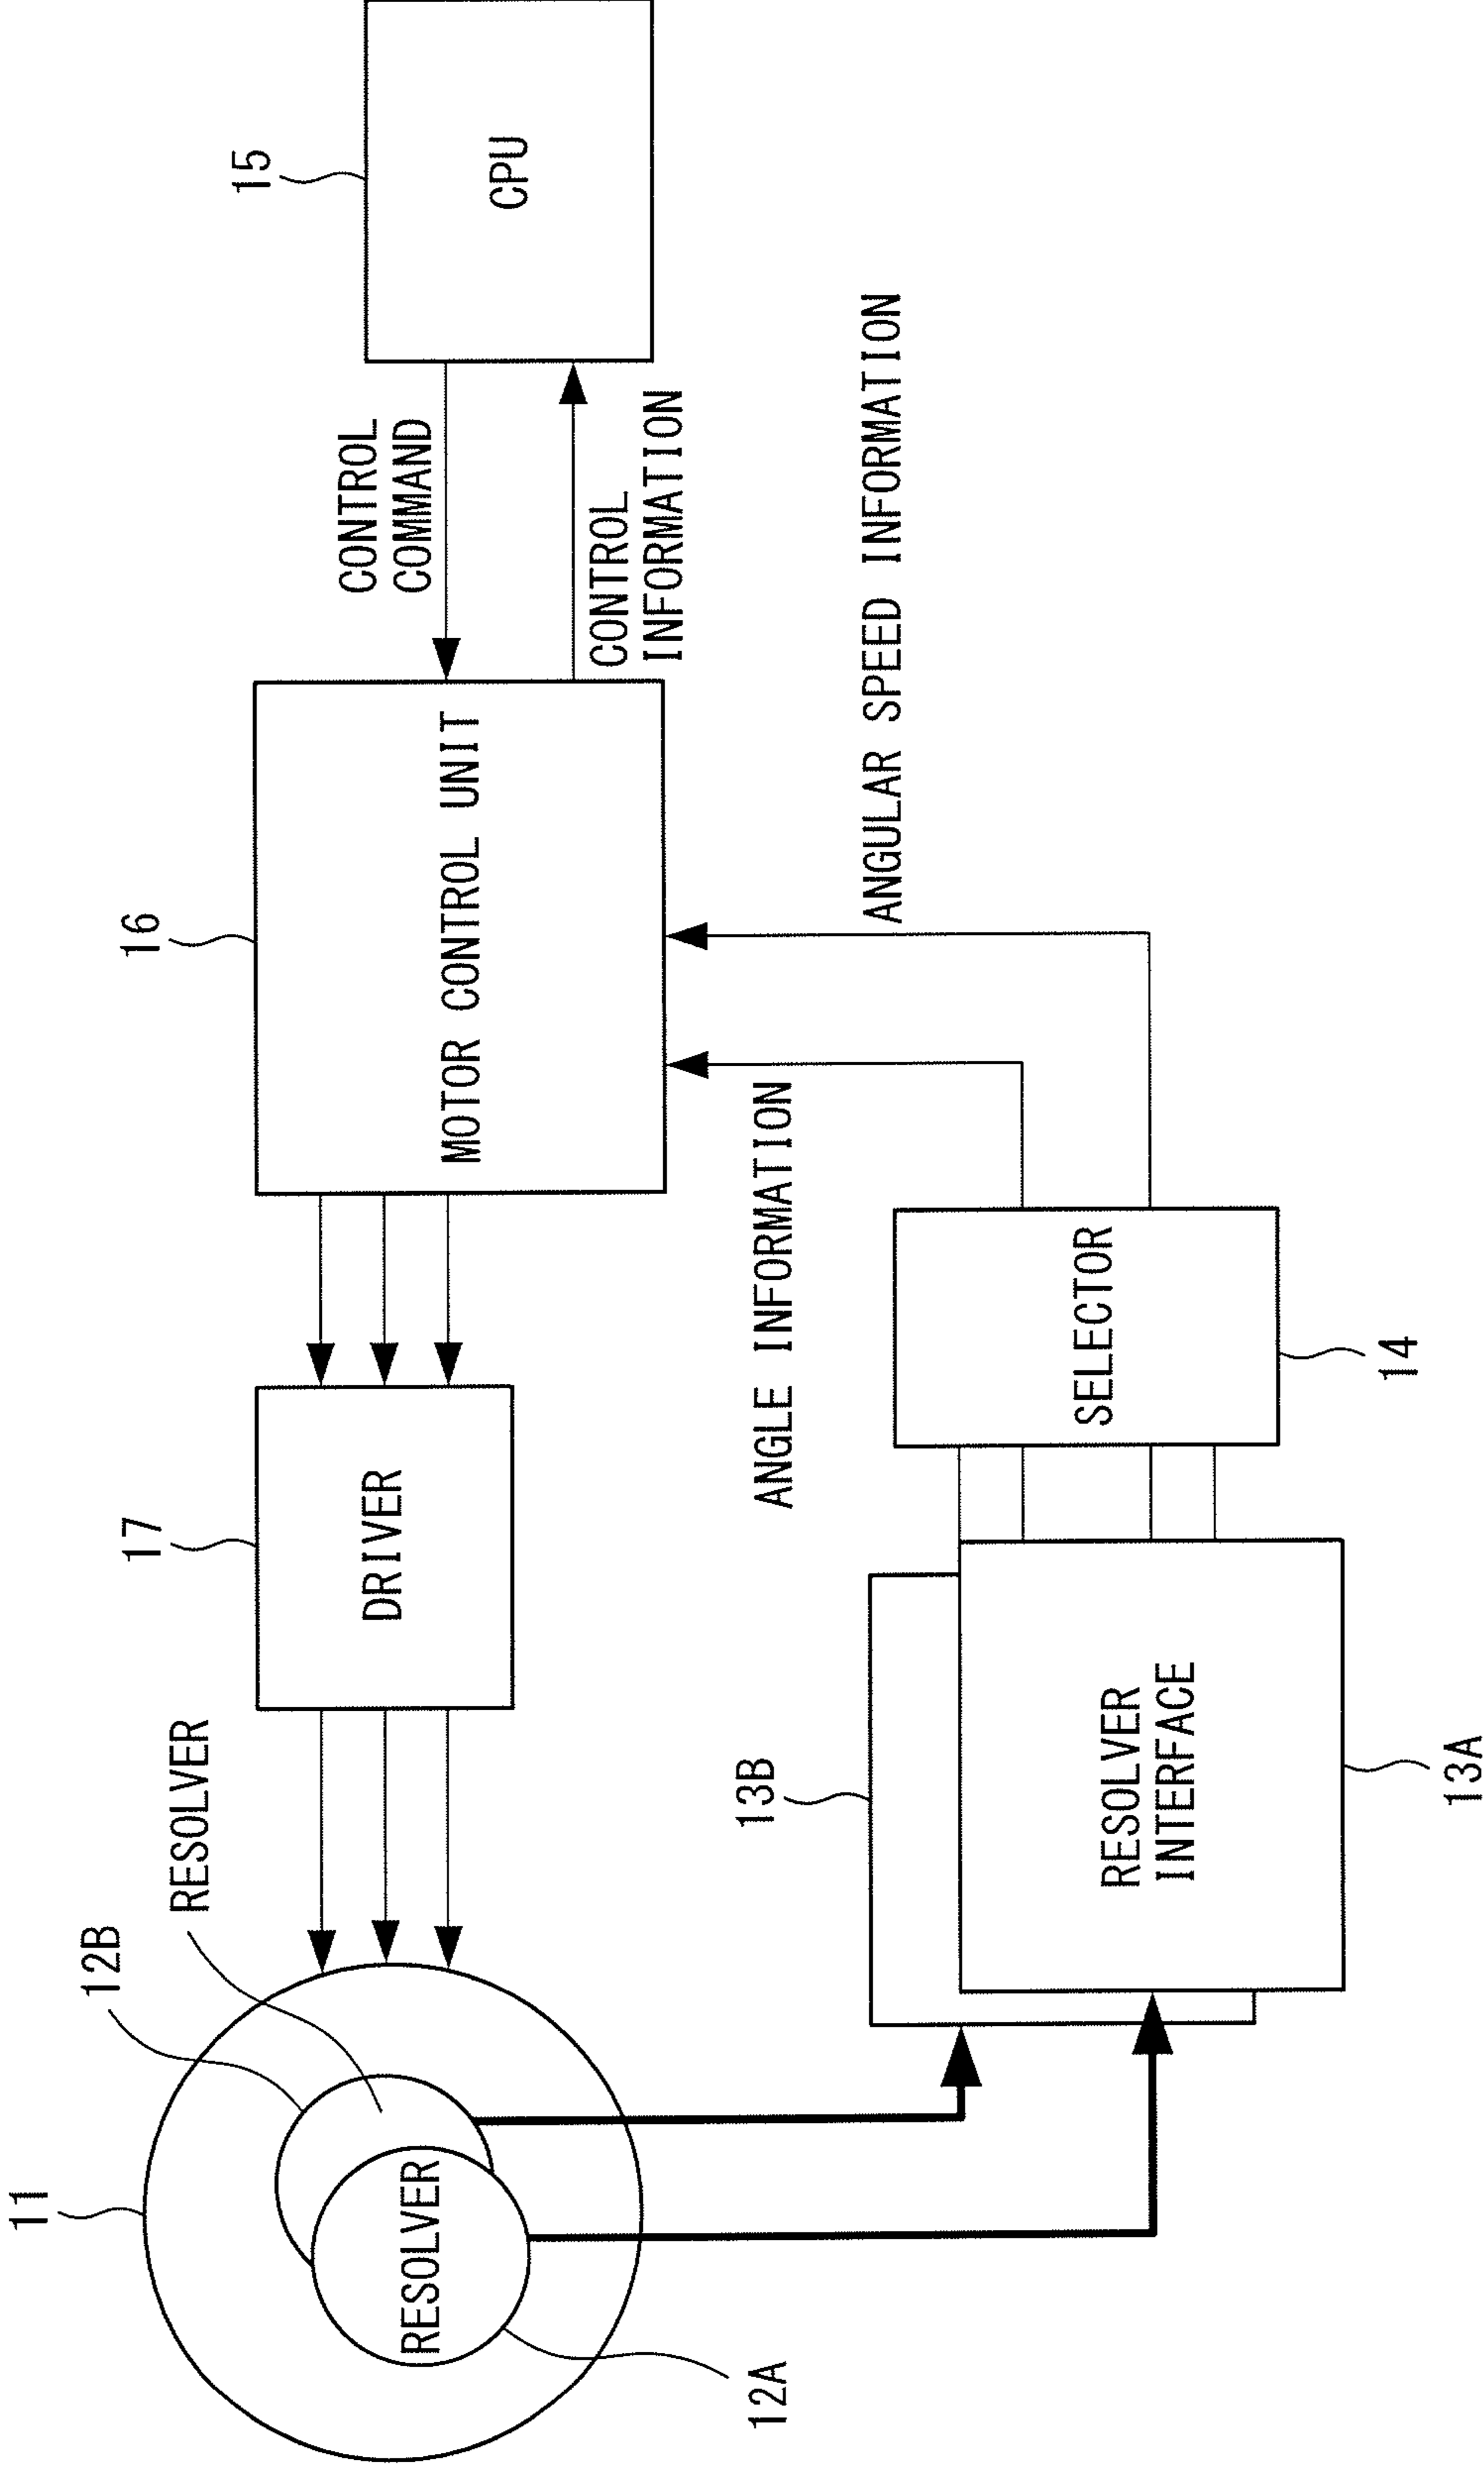 11
12B
RESOLVER
RESOLVER
12A
17
DRIVER
16
MOTOR CONTROL UNIT
CONTROL
COMMAND
CONTROL
INFORMATION
15
CPU
ANGLE INFORMATION
ANGULAR SPEED INFORMATION
13B
RESOLVER
INTERFACE
13A
SELECTOR
14